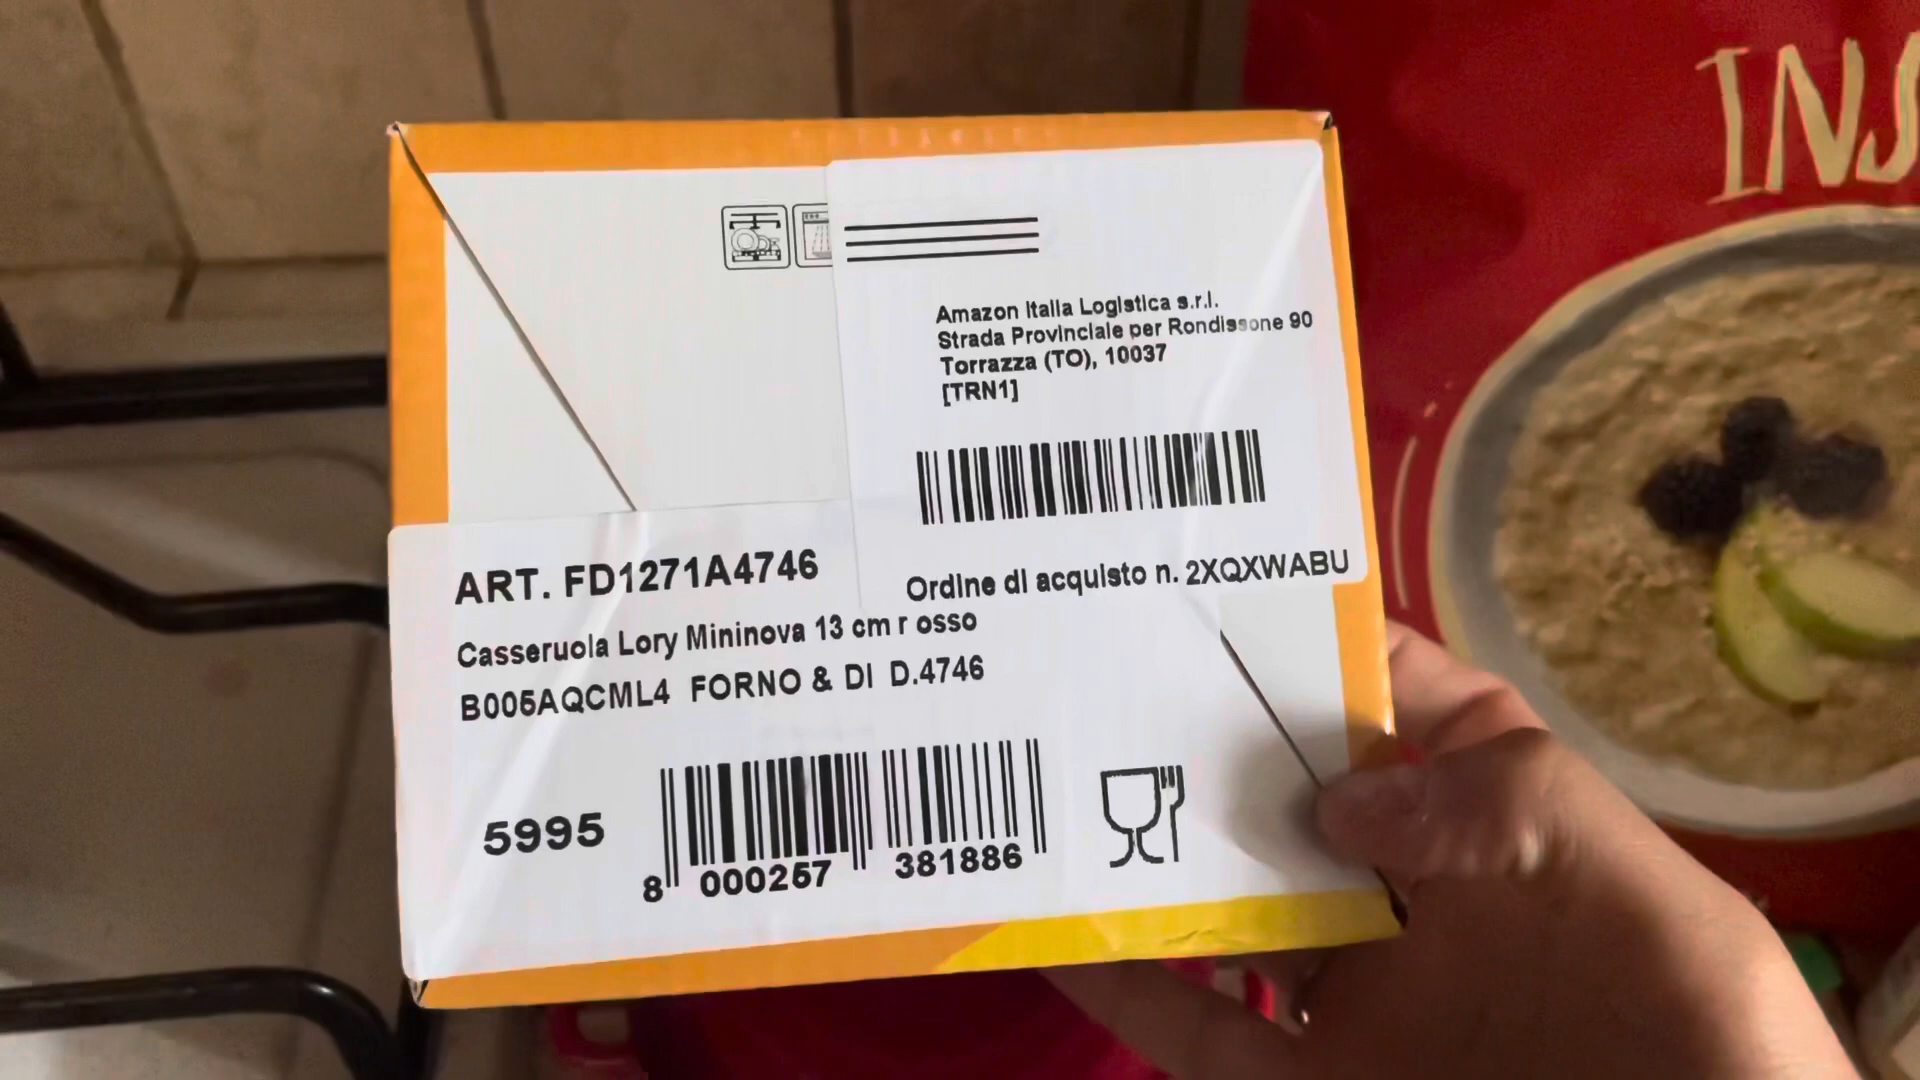 INS
Amazon Italia Logistica s.r.l.
Strada Provinciale per Rondissone 90
Torrazza (TO), 10037
[TRN1]
Ordine di acquisto n. 2XQXWABU
ART. FD1271A4746
Casseruola Lory Mininova 13 cm r osso
B005AQCML4 FORNO & DI D.4746
5995
8 000257 381886